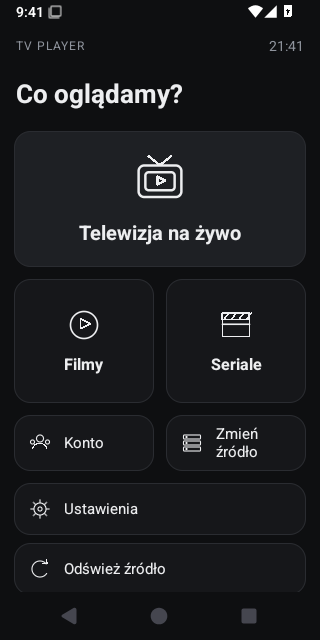 9:41
TV PLAYER
21:41
Co oglądamy?
Telewizja na żywo
Filmy
Seriale
Konto
Zmień
źródło
Ustawienia
Odśwież źródło